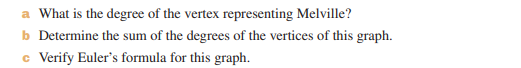 a What is the degree of the vertex representing Melville?
b Determine the sum of the degrees of the vertices of this graph.
c Verify Euler's formula for this graph.